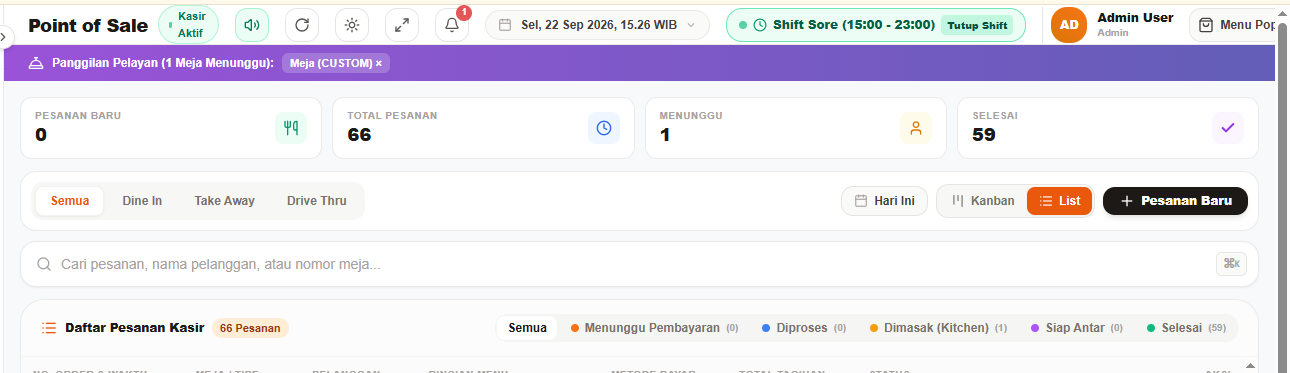 Point of Sale
Kasir
Aktif
1
Sel, 22 Sep 2026, 15.26 WIB
Shift Sore (15:00 - 23:00)
Tutup Shift
AD
Admin User
Admin
Panggilan Pelayan (1 Meja Menunggu):
Meja (CUSTOM) ×
PESANAN BARU
0
TOTAL PESANAN
66
MENUNGGU
1
SELESAI
59
Semua
Dine In
Take Away
Drive Thru
Hari Ini
Kanban
List
+ Pesanan Baru
Cari pesanan, nama pelanggan, atau nomor meja...
⌘K
Daftar Pesanan Kasir
66 Pesanan
Semua
Menunggu Pembayaran (0)
Diproses (0)
Dimasak (Kitchen) (1)
Siap Antar (0)
Selesai (59)